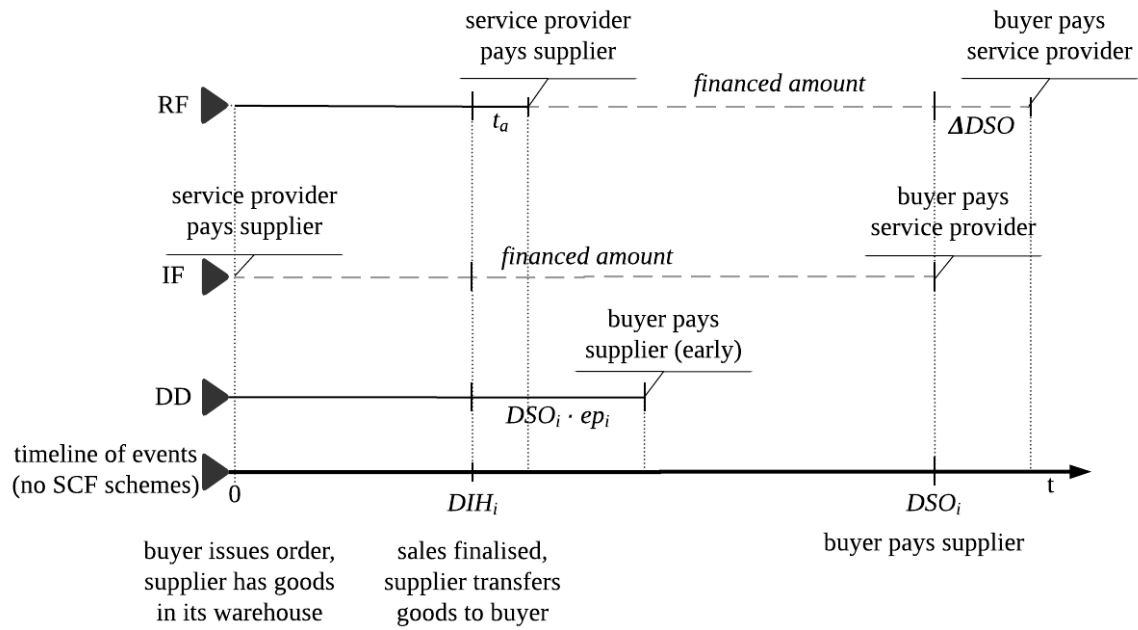 service provider
pays supplier
buyer pays
service provider
RF
financed amount
t_a
ΔDSO
service provider
pays supplier
buyer pays
service provider
IF
financed amount
buyer pays
supplier (early)
DD
DSO_i · ep_i
timeline of events
(no SCF schemes)
0
DIH_i
DSO_i
t
buyer issues order,
supplier has goods
in its warehouse
sales finalised,
supplier transfers
goods to buyer
buyer pays supplier